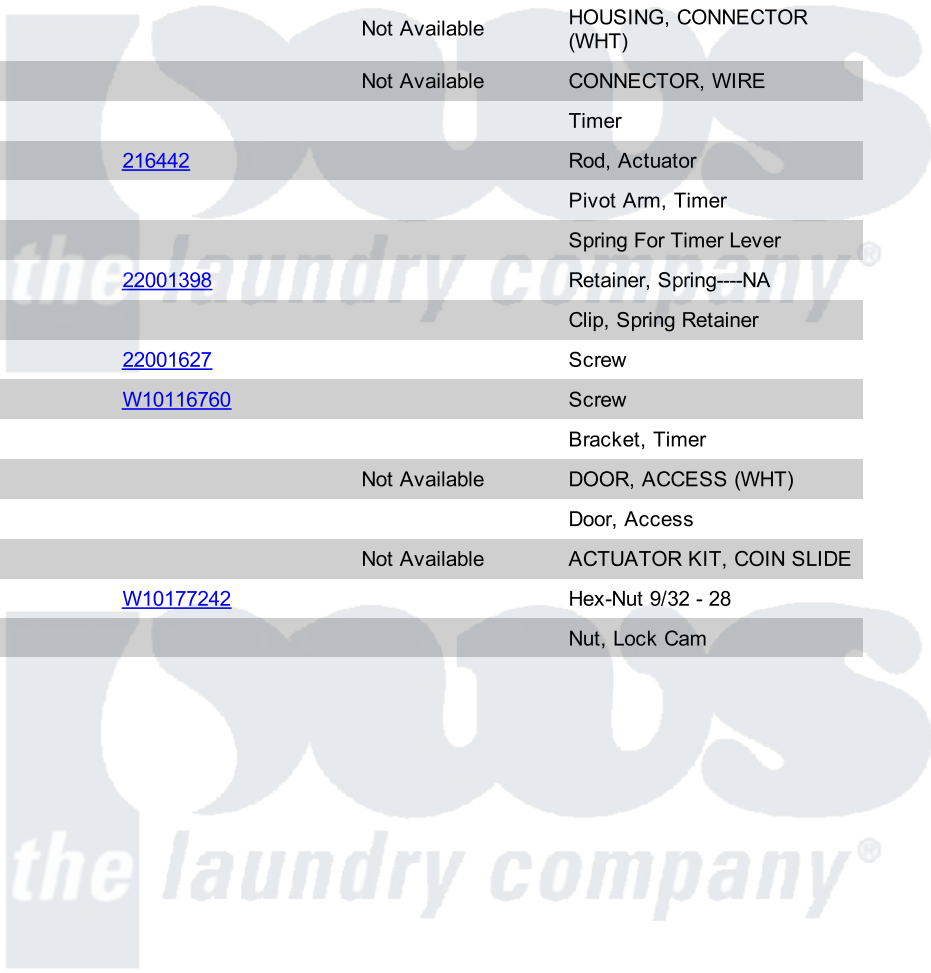 Not Available HOUSING, CONNECTOR
(WHT)
Not Available CONNECTOR, WIRE
Timer
216442 Rod, Actuator
Pivot Arm, Timer
Spring For Timer Lever
22001398 Retainer, Spring----NA
Clip, Spring Retainer
22001627 Screw
W10116760 Screw
Bracket, Timer
Not Available DOOR, ACCESS (WHT)
Door, Access
Not Available ACTUATOR KIT, COIN SLIDE
W10177242 Hex-Nut 9/32 - 28
Nut, Lock Cam
pws
the laundry company®
pws
the laundry company®